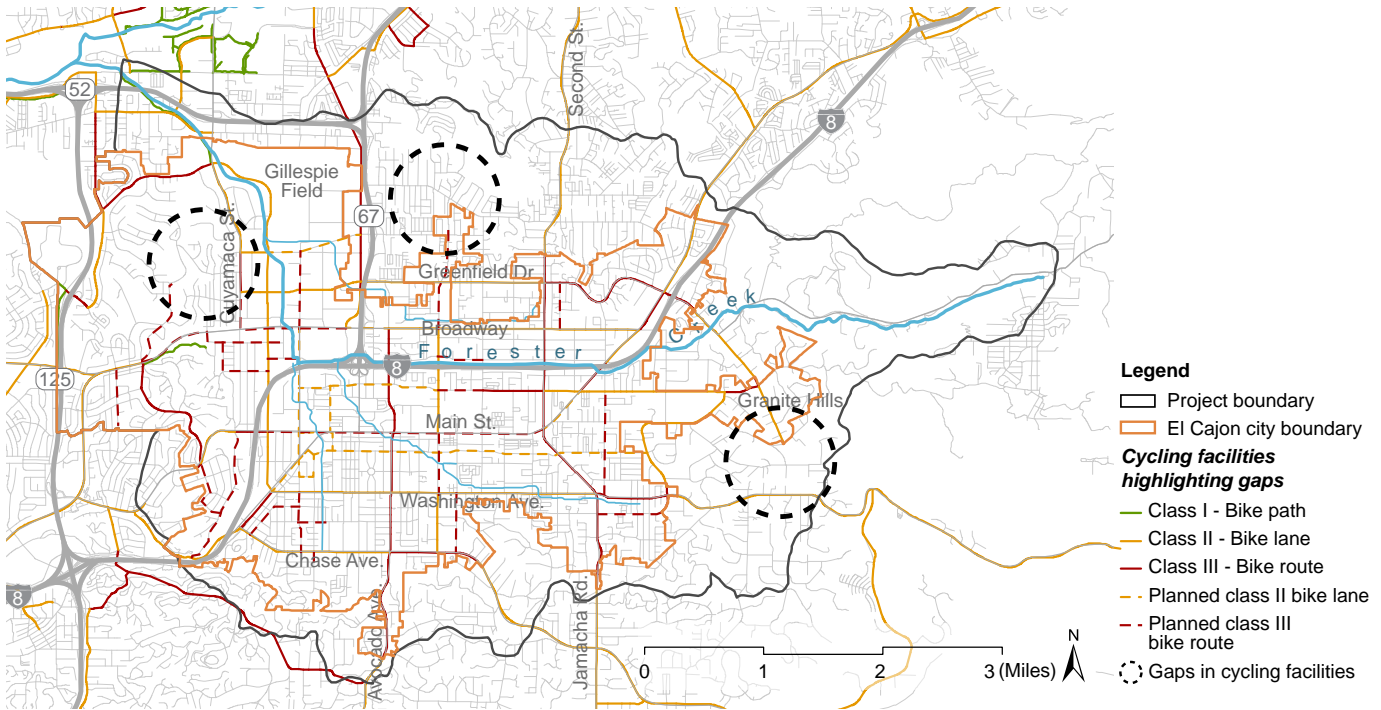 52
Second St.
8
Gillespie
Field
67
Cuyamaca St.
Greenfield Dr
Creek
Broadway
Forester
8
125
Granite Hills
Main St.
Washington Ave.
Chase Ave.
8
Avocado Ave.
Jamacha Rd.
0 1 2 3 (Miles)
N
Legend
Project boundary
El Cajon city boundary
Cycling facilities
highlighting gaps
Class I - Bike path
Class II - Bike lane
Class III - Bike route
Planned class II bike lane
Planned class III
bike route
Gaps in cycling facilities